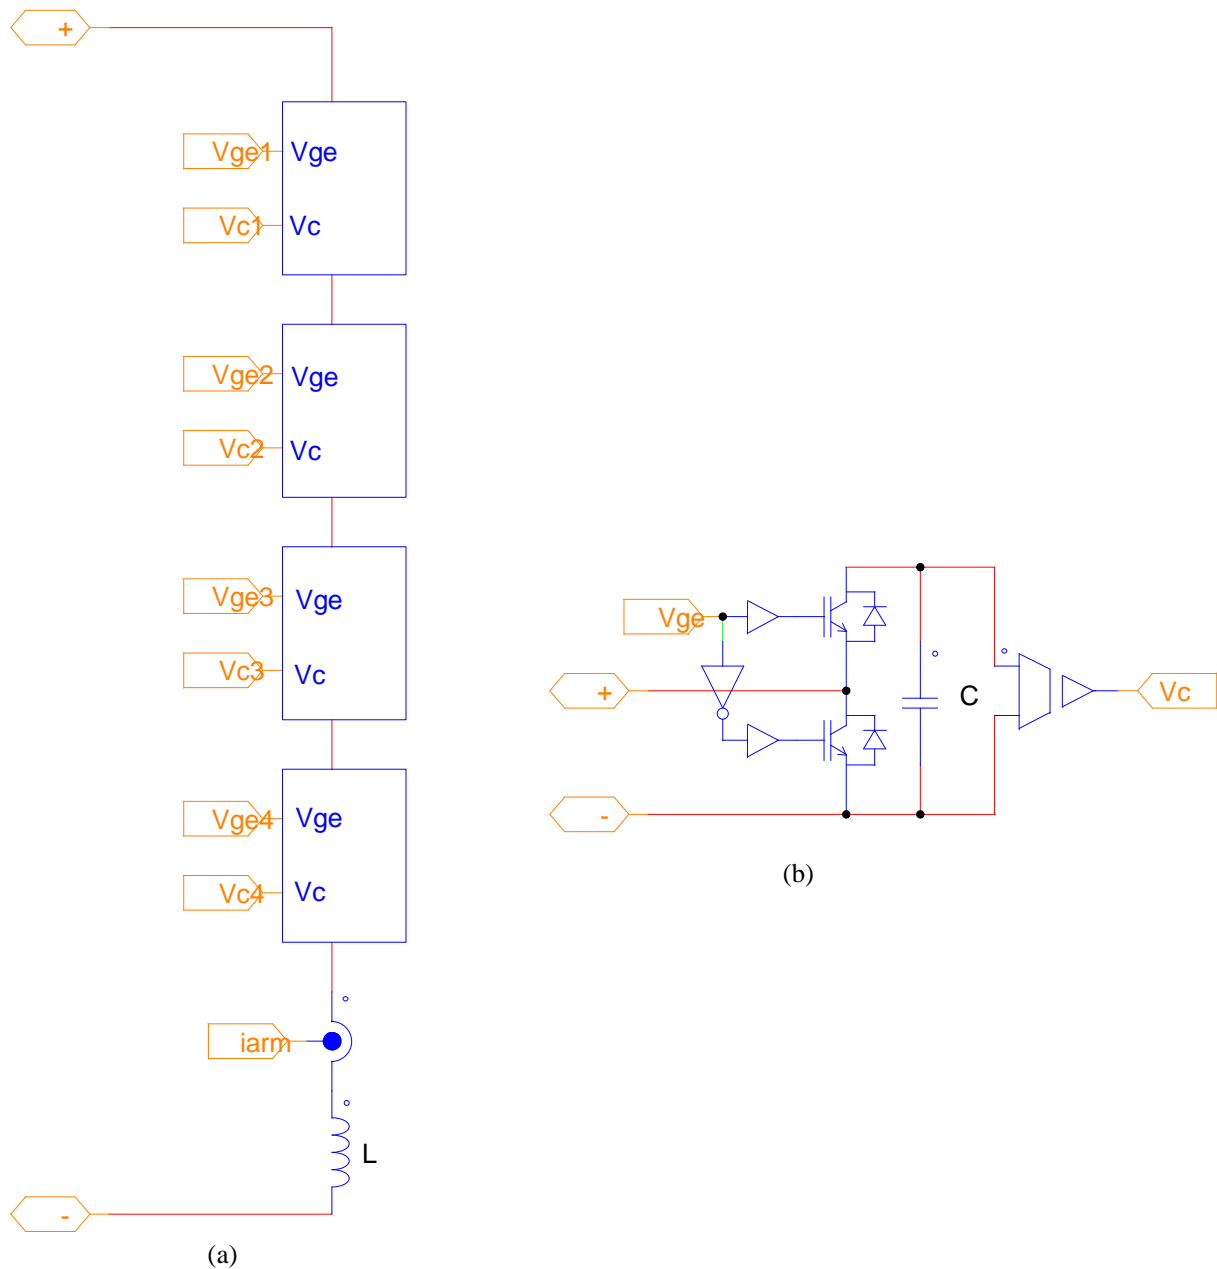 +
Vge1 Vge
Vc1 Vc
Vge2 Vge
Vc2 Vc
Vge3 Vge
Vc3 Vc
Vge4 Vge
Vc4 Vc
iarm
L
-
(a)
Vge
+
C
Vc
-
(b)